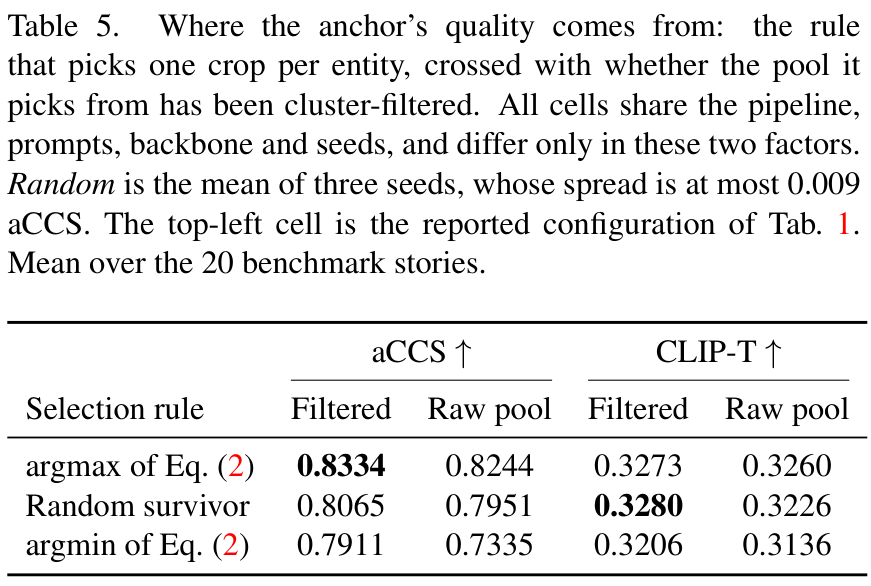 Table 5. Where the anchor's quality comes from: the rule
that picks one crop per entity, crossed with whether the pool it
picks from has been cluster-filtered. All cells share the pipeline,
prompts, backbone and seeds, and differ only in these two factors.
Random is the mean of three seeds, whose spread is at most 0.009
aCCS. The top-left cell is the reported configuration of Tab. 1.
Mean over the 20 benchmark stories.
aCCS ↑ CLIP-T ↑
Selection rule Filtered Raw pool Filtered Raw pool
argmax of Eq. (2) 0.8334 0.8244 0.3273 0.3260
Random survivor 0.8065 0.7951 0.3280 0.3226
argmin of Eq. (2) 0.7911 0.7335 0.3206 0.3136